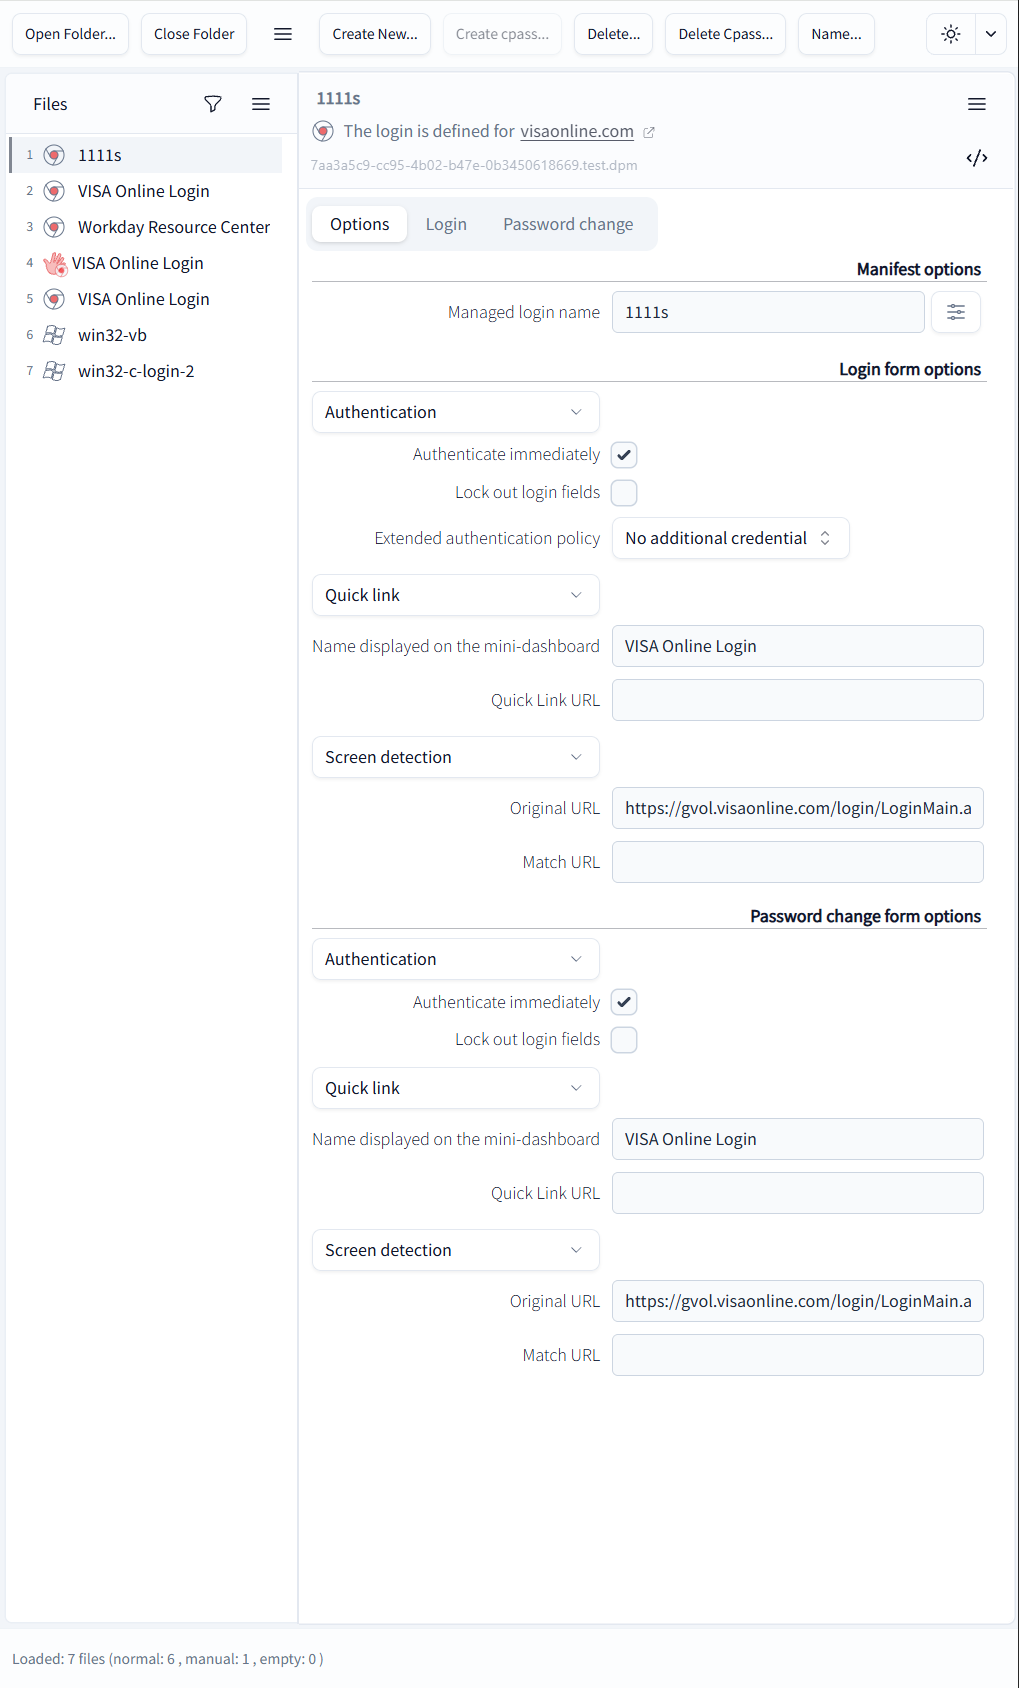 Open Folder... Close Folder Create New... Create cpass... Delete... Delete Cpass... Name...
Files
1 1111s
2 VISA Online Login
3 Workday Resource Center
4 VISA Online Login
5 VISA Online Login
6 win32-vb
7 win32-c-login-2
1111s
The login is defined for visaonline.com
7aa3a5c9-cc95-4b02-b47e-0b3450618669.test.dpm
Options Login Password change
Manifest options
Managed login name 1111s
Login form options
Authentication
Authenticate immediately
Lock out login fields
Extended authentication policy No additional credential
Quick link
Name displayed on the mini-dashboard VISA Online Login
Quick Link URL
Screen detection
Original URL https://gvol.visaonline.com/login/LoginMain.a
Match URL
Password change form options
Authentication
Authenticate immediately
Lock out login fields
Quick link
Name displayed on the mini-dashboard VISA Online Login
Quick Link URL
Screen detection
Original URL https://gvol.visaonline.com/login/LoginMain.a
Match URL
Loaded: 7 files (normal: 6 , manual: 1 , empty: 0 )